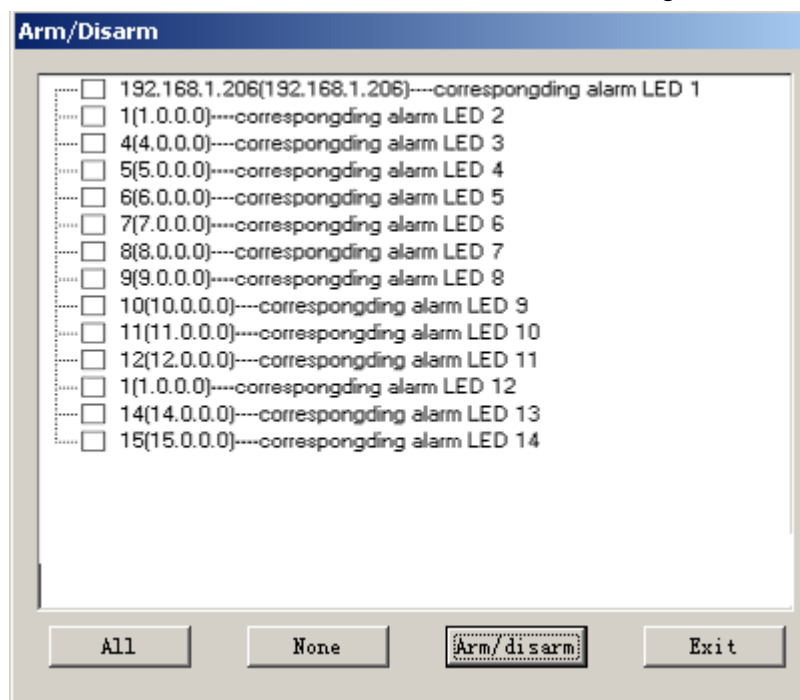 Arm/Disarm
192.168.1.206(192.168.1.206)---correspongding alarm LED 1
1(1.0.0.0)----correspongding alarm LED 2
4(4.0.0.0)----correspongding alarm LED 3
5(5.0.0.0)----correspongding alarm LED 4
6(6.0.0.0)----correspongding alarm LED 5
7(7.0.0.0)----correspongding alarm LED 6
8(8.0.0.0)----correspongding alarm LED 7
9(9.0.0.0)----correspongding alarm LED 8
10(10.0.0.0)----correspongding alarm LED 9
11(11.0.0.0)----correspongding alarm LED 10
12(12.0.0.0)----correspongding alarm LED 11
1(1.0.0.0)----correspongding alarm LED 12
14(14.0.0.0)----correspongding alarm LED 13
15(15.0.0.0)----correspongding alarm LED 14
All None Arm/disarm Exit